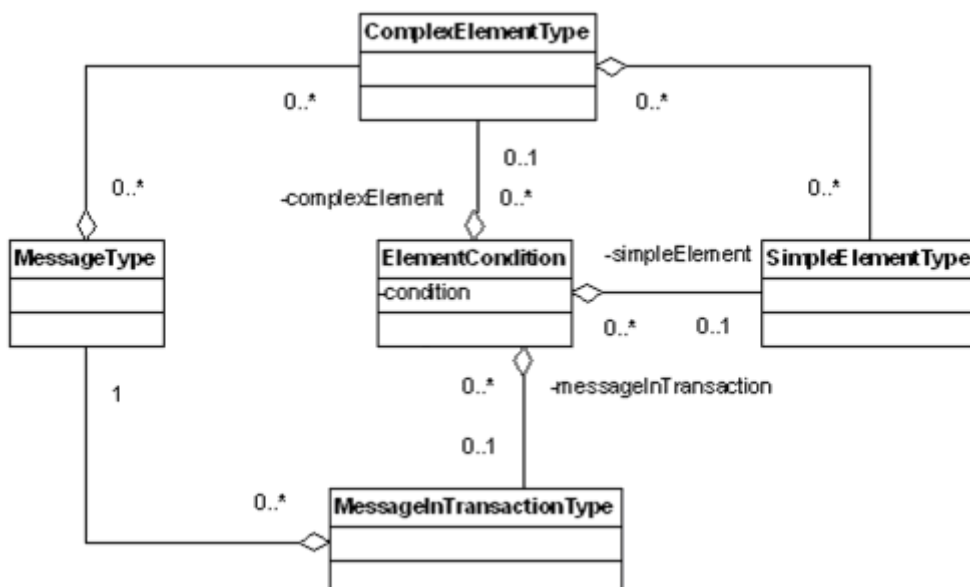 ComplexElementType
0..*
0..*
0..1
0..*
-complexElement
0..*
0..*
MessageType
ElementCondition
-simpleElement
SimpleElementType
-condition
0..*
0..1
1
0..*
-messageInTransaction
0..1
0..*
MessageInTransactionType